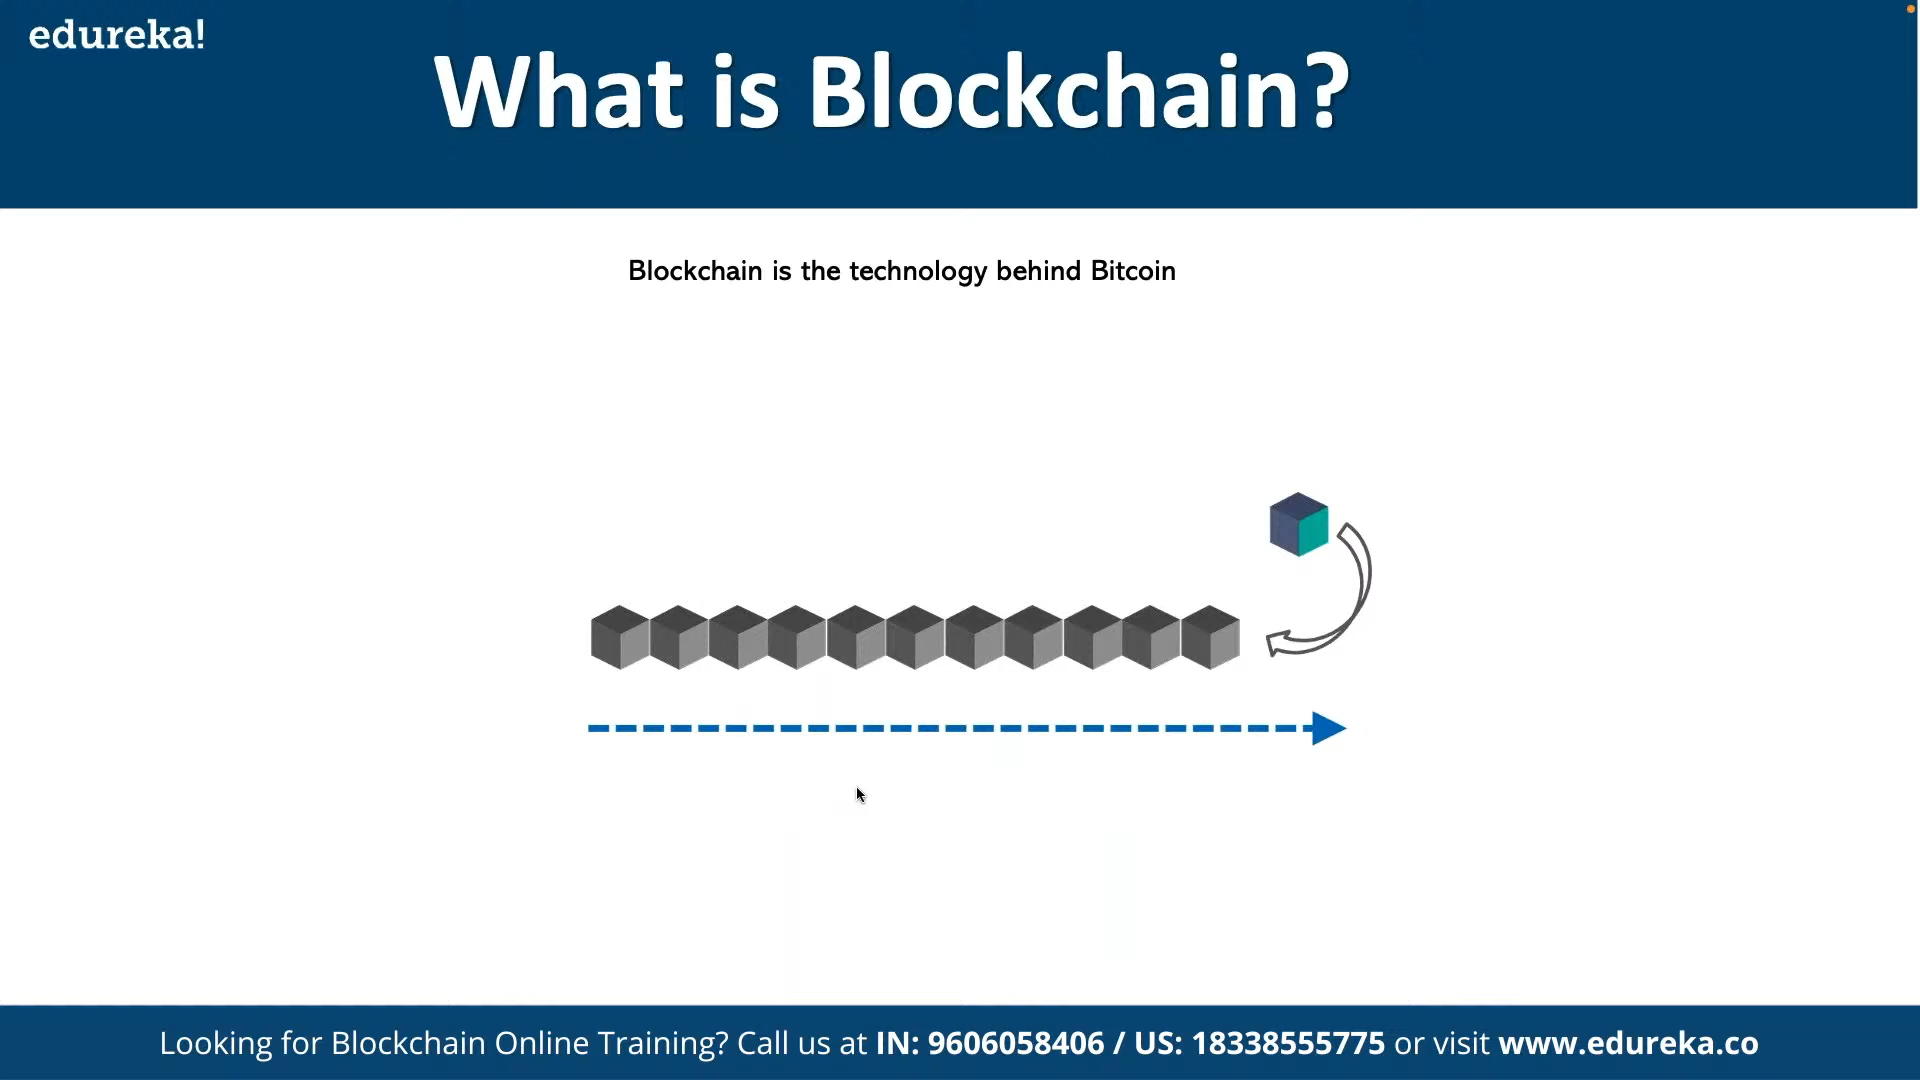 edureka!
What is Blockchain?
Blockchain is the technology behind Bitcoin
Looking for Blockchain Online Training? Call us at IN: 9606058406 / US: 18338555775 or visit www.edureka.co